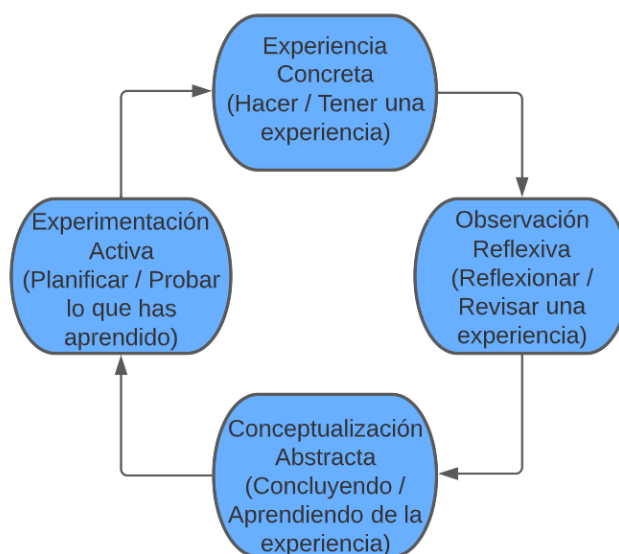 Experiencia
Concreta
(Hacer / Tener una
experiencia)
Observación
Reflexiva
(Reflexionar /
Revisar una
experiencia)
Conceptualización
Abstracta
(Concluyendo /
Aprendiendo de la
experiencia)
Experimentación
Activa
(Planificar / Probar
lo que has
aprendido)